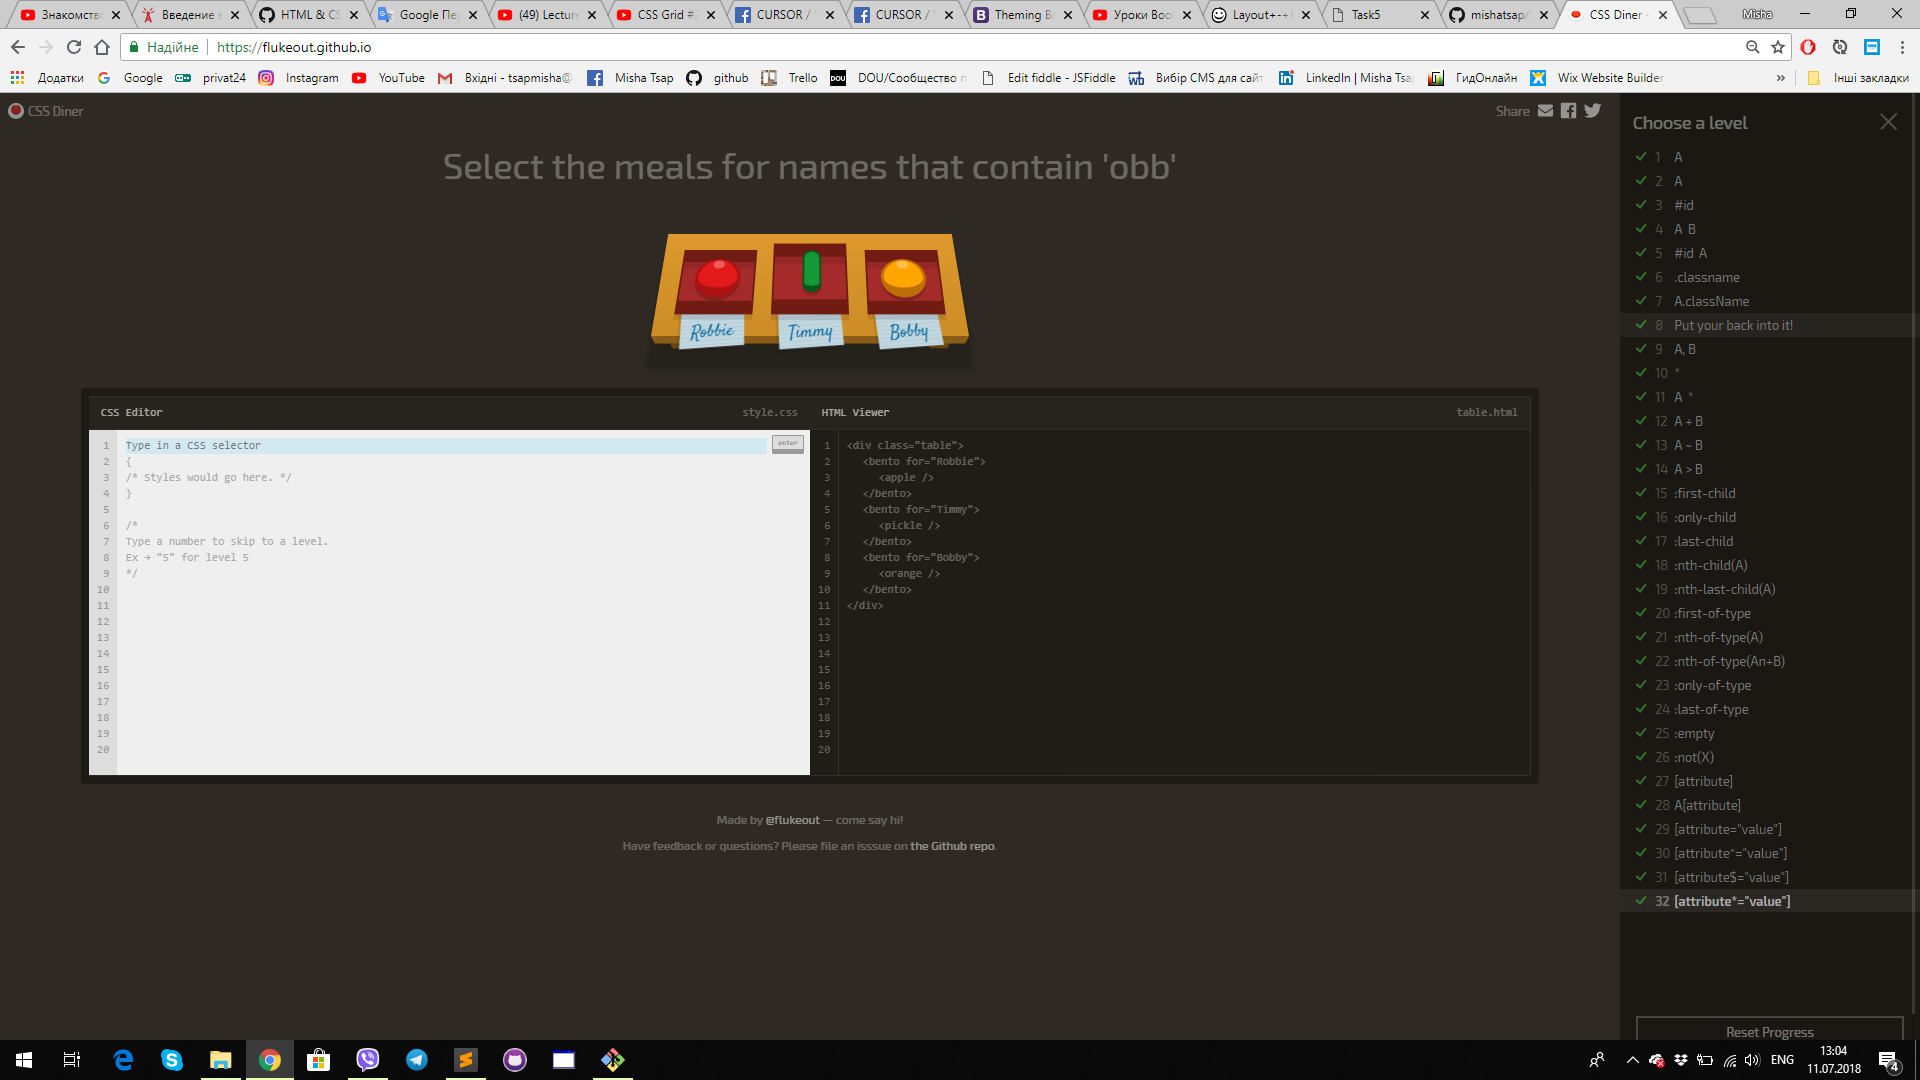 Знакомств
Введение в
HTML & CS
Google Пе
(49) Lectur
CSS Grid #
CURSOR /
CURSOR /
Theming B
Уроки Boo
Layout+-+
Task5
mishatsap/
CSS Diner -
Misha
Надійне
https://flukeout.github.io
Додатки
Google
privat24
Instagram
YouTube
Вхідні - tsapmisha@
Misha Tsap
github
Trello
DOU
DOU/Сообщество п
Edit fiddle - JSFiddle
Вибір CMS для сайт
LinkedIn | Misha Tsa
ГидОнлайн
Wix Website Builder
»
Інші закладки
CSS Diner
Share
Select the meals for names that contain 'obb'
Robbie
Timmy
Bobby
CSS Editor
style.css
HTML Viewer
table.html
1 Type in a CSS selector
enter
2 {
3 /* Styles would go here. */
4 }
5
6 /*
7 Type a number to skip to a level.
8 Ex → "5" for level 5
9 */
10
11
12
13
14
15
16
17
18
19
20
1 <div class="table">
2 <bento for="Robbie">
3 <apple />
4 </bento>
5 <bento for="Timmy">
6 <pickle />
7 </bento>
8 <bento for="Bobby">
9 <orange />
10 </bento>
11 </div>
12
13
14
15
16
17
18
19
20
Made by @flukeout — come say hi!
Have feedback or questions? Please file an isssue on the Github repo.
Choose a level
1 A
2 A
3 #id
4 A B
5 #id A
6 .classname
7 A.className
8 Put your back into it!
9 A, B
10 *
11 A *
12 A + B
13 A ~ B
14 A > B
15 :first-child
16 :only-child
17 :last-child
18 :nth-child(A)
19 :nth-last-child(A)
20 :first-of-type
21 :nth-of-type(A)
22 :nth-of-type(An+B)
23 :only-of-type
24 :last-of-type
25 :empty
26 :not(X)
27 [attribute]
28 A[attribute]
29 [attribute="value"]
30 [attribute^="value"]
31 [attribute$="value"]
32 [attribute*="value"]
Reset Progress
ENG
13:04
11.07.2018
4